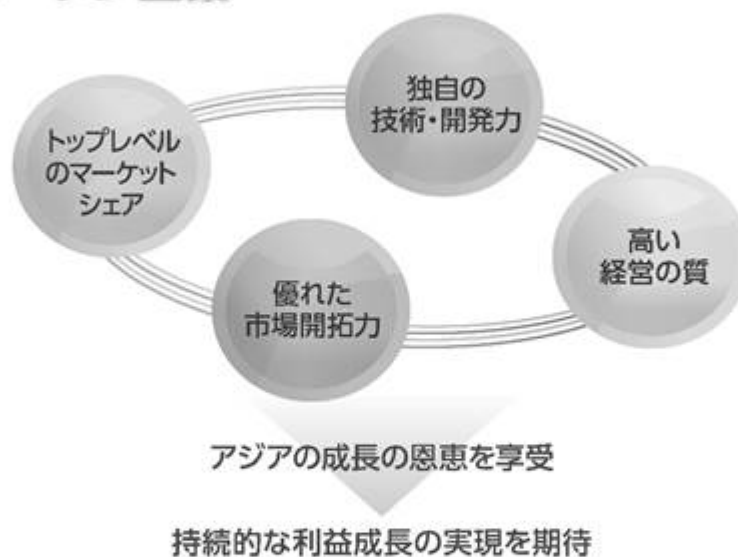 独自の
技術・開発力
トップレベル
のマーケット
シェア
高い
経営の質
優れた
市場開拓力
アジアの成長の恩恵を享受
持続的な利益成長の実現を期待